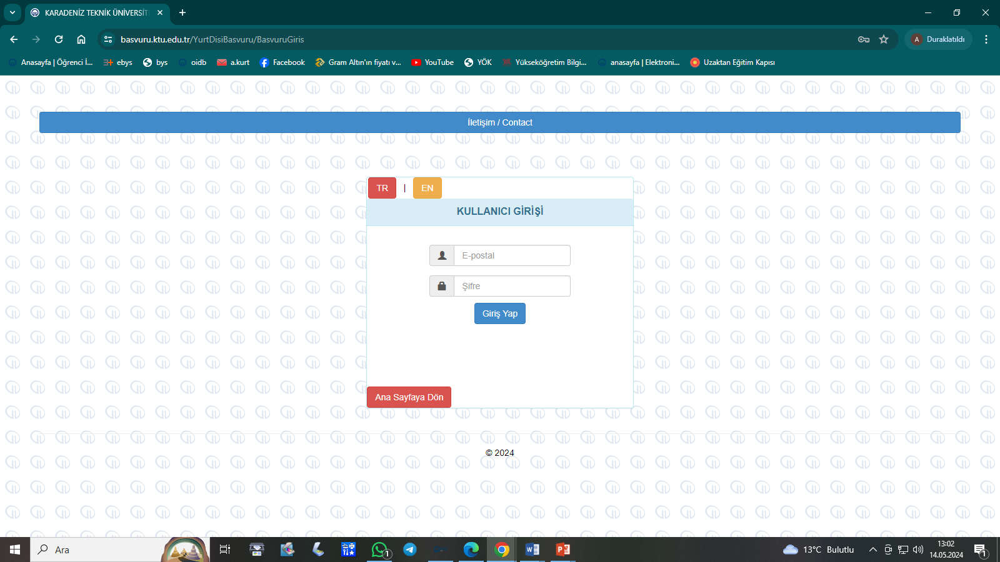 KARADENİZ TEKNİK ÜNİVERSİT
basvuru.ktu.edu.tr/YurtDisiBasvuru/BasvuruGiris
A Duraklatıldı
Anasayfa | Öğrenci İ... ebys bys oidb a.kurt Facebook Gram Altın'ın fiyatı v... YouTube YÖK Yükseköğretim Bilgi... anasayfa | Elektroni... Uzaktan Eğitim Kapısı
İletişim / Contact
TR | EN
KULLANICI GİRİŞİ
E-postal
Şifre
Giriş Yap
Ana Sayfaya Dön
© 2024
Ara
1
13°C Bulutlu
13:02
14.05.2024
1